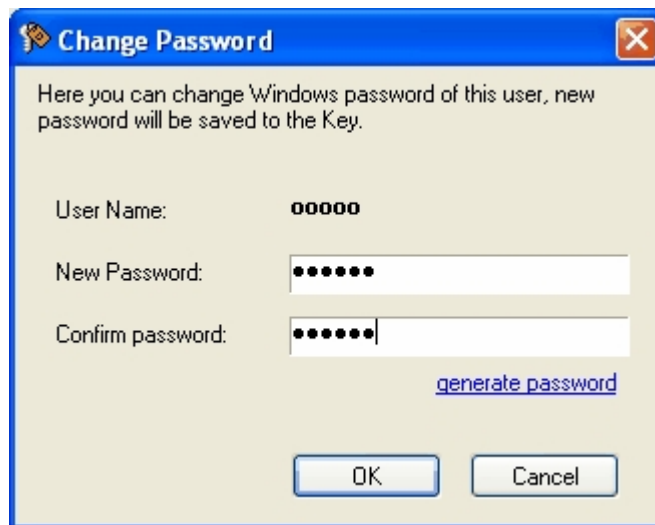 Change Password
Here you can change Windows password of this user, new
password will be saved to the Key.
User Name: ooooo
New Password: ●●●●●●
Confirm password: ●●●●●●
generate password
OK Cancel